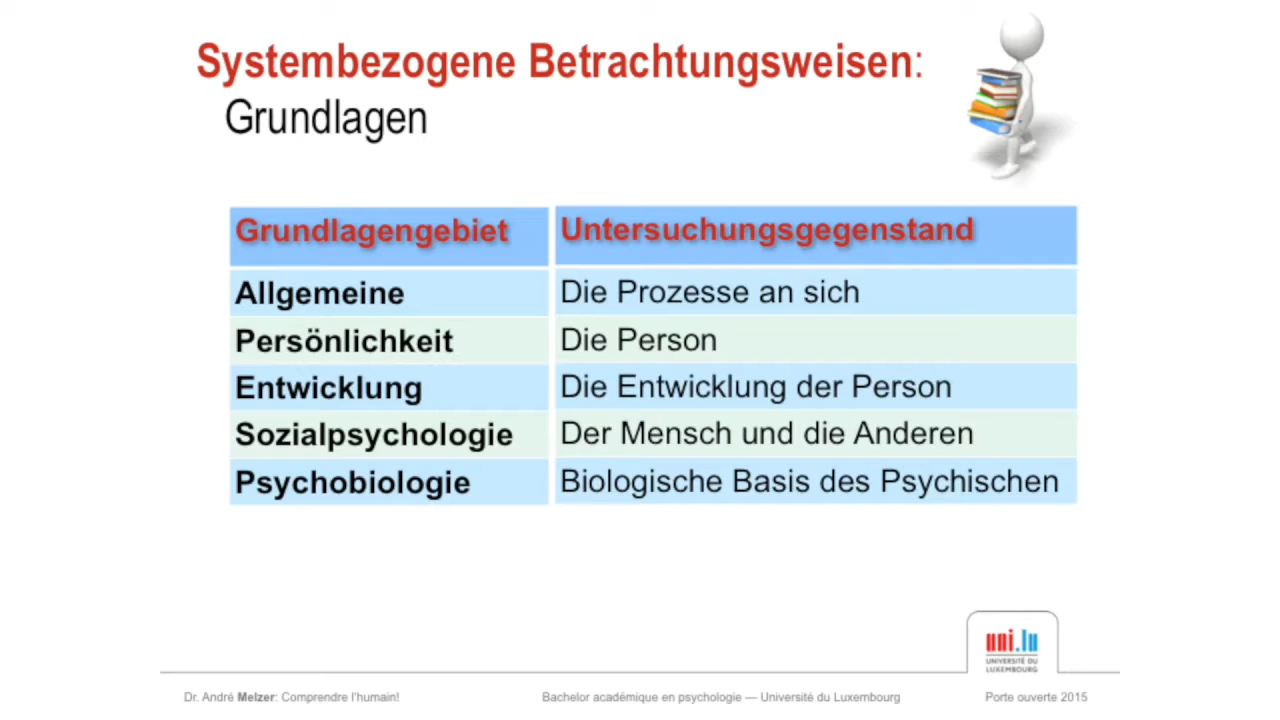 Systembezogene Betrachtungsweisen:
Grundlagen
Grundlagengebiet Untersuchungsgegenstand
Allgemeine Die Prozesse an sich
Persönlichkeit Die Person
Entwicklung Die Entwicklung der Person
Sozialpsychologie Der Mensch und die Anderen
Psychobiologie Biologische Basis des Psychischen
uni.lu
UNIVERSITÉ DU
LUXEMBOURG
Dr. André Melzer: Comprendre l'humain! Bachelor académique en psychologie — Université du Luxembourg Porte ouverte 2015